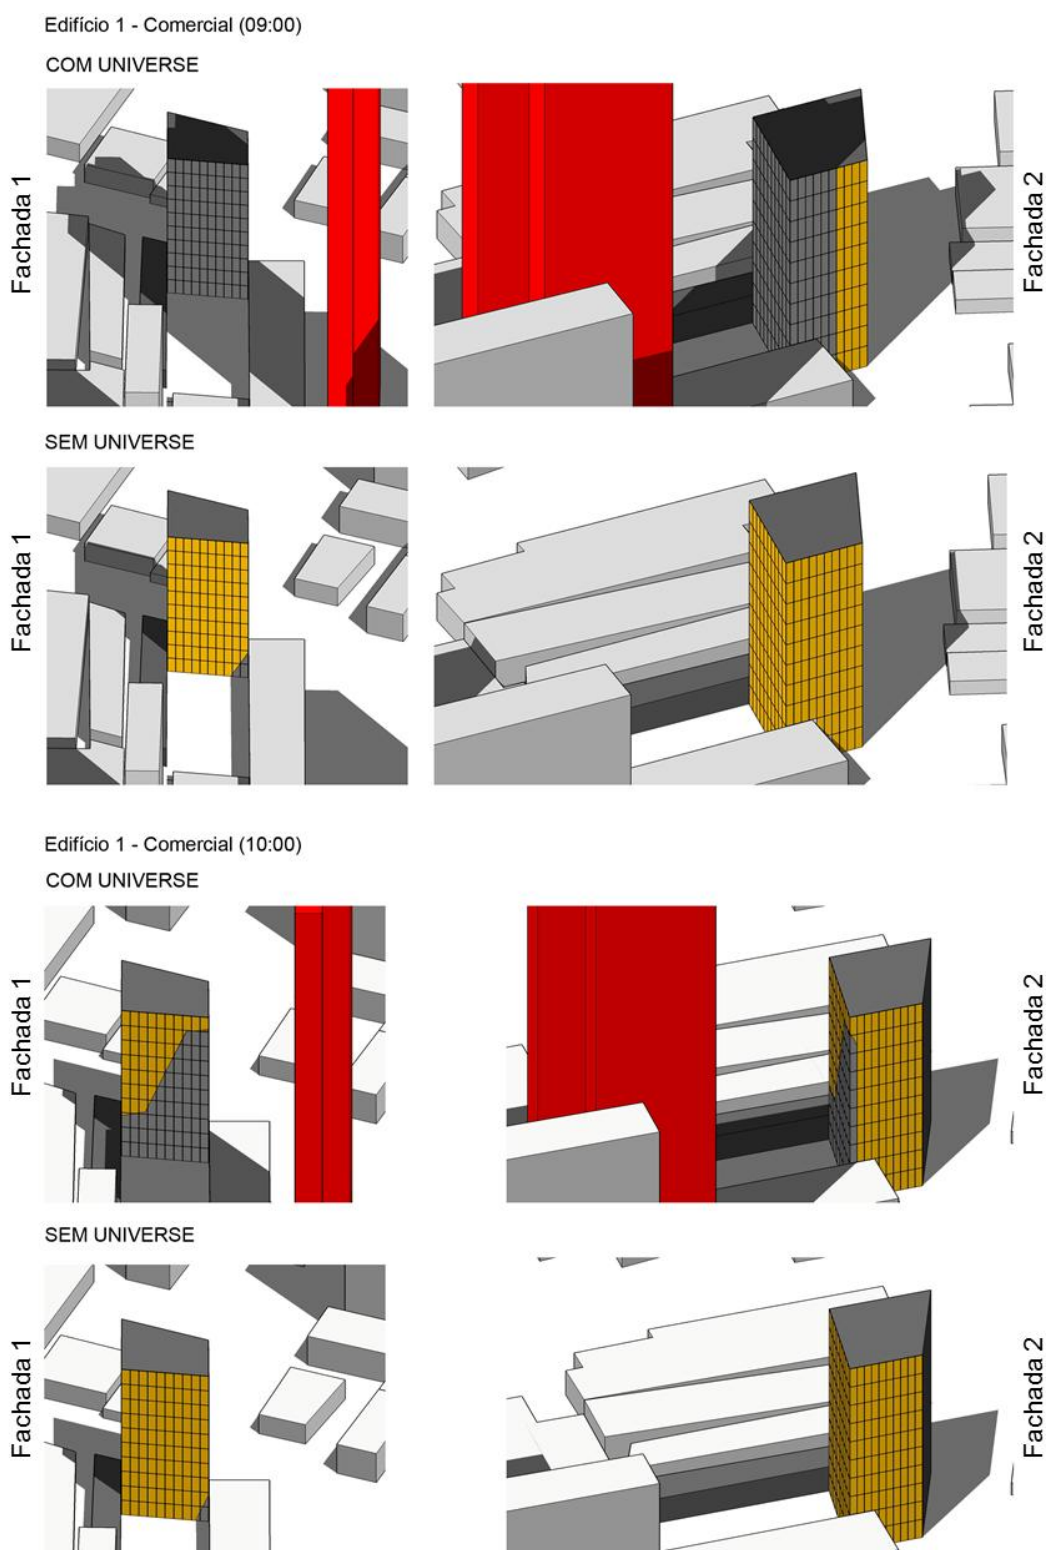 Edifício 1 - Comercial (09:00)
COM UNIVERSE
Fachada 1
Fachada 2
SEM UNIVERSE
Fachada 1
Fachada 2
Edifício 1 - Comercial (10:00)
COM UNIVERSE
Fachada 1
Fachada 2
SEM UNIVERSE
Fachada 1
Fachada 2